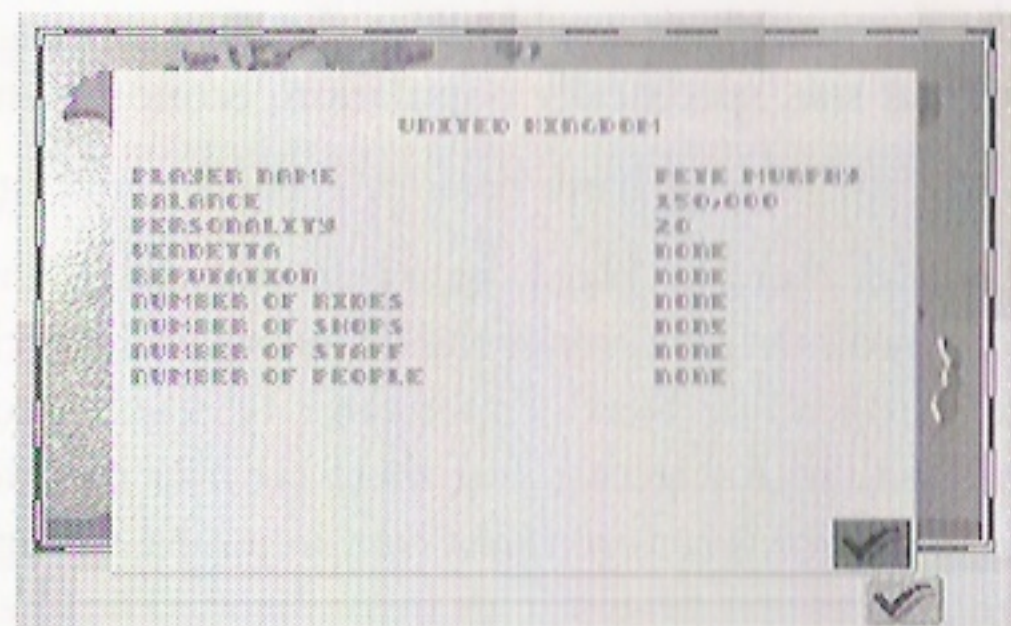 UNITED KINGDOM
PLAYER NAME PETE MURPHY
BALANCE 150,000
PERSONALITY 20
VENDETTA NONE
REPUTATION NONE
NUMBER OF RIDES NONE
NUMBER OF SHOPS NONE
NUMBER OF STAFF NONE
NUMBER OF PEOPLE NONE